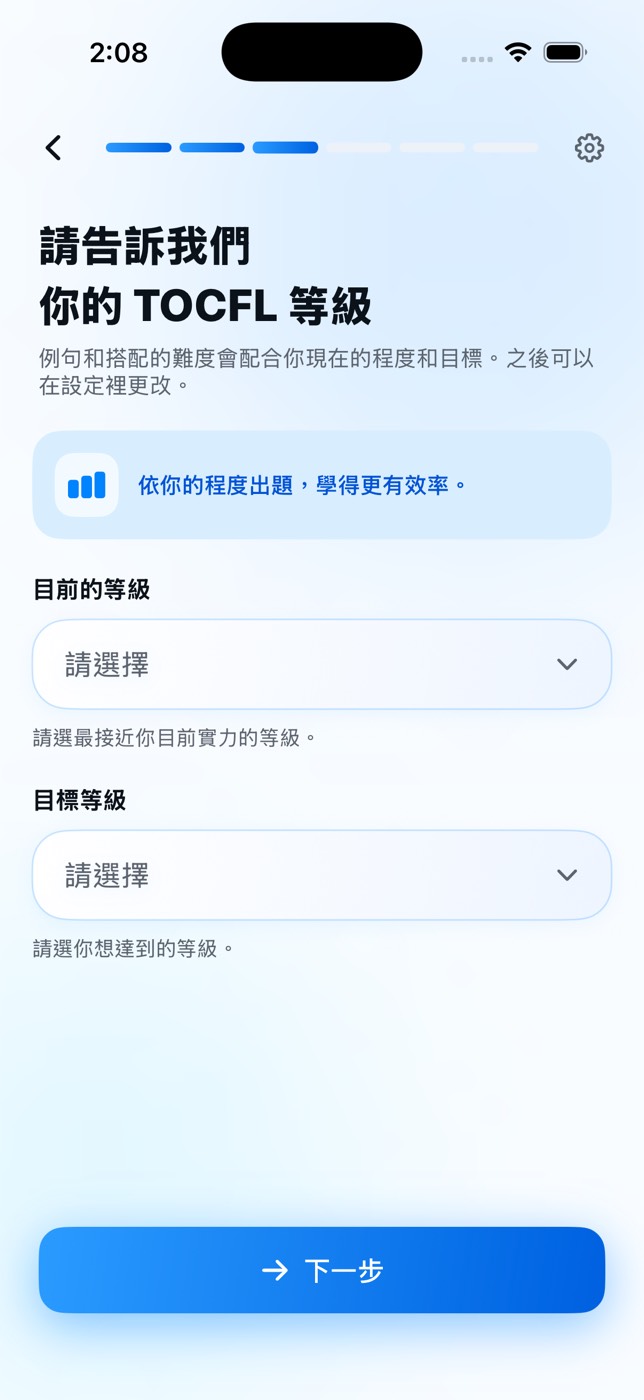 2:08
請告訴我們
你的 TOCFL 等級
例句和搭配的難度會配合你現在的程度和目標。之後可以
在設定裡更改。
依你的程度出題，學得更有效率。
目前的等級
請選擇
請選最接近你目前實力的等級。
目標等級
請選擇
請選你想達到的等級。
→ 下一步